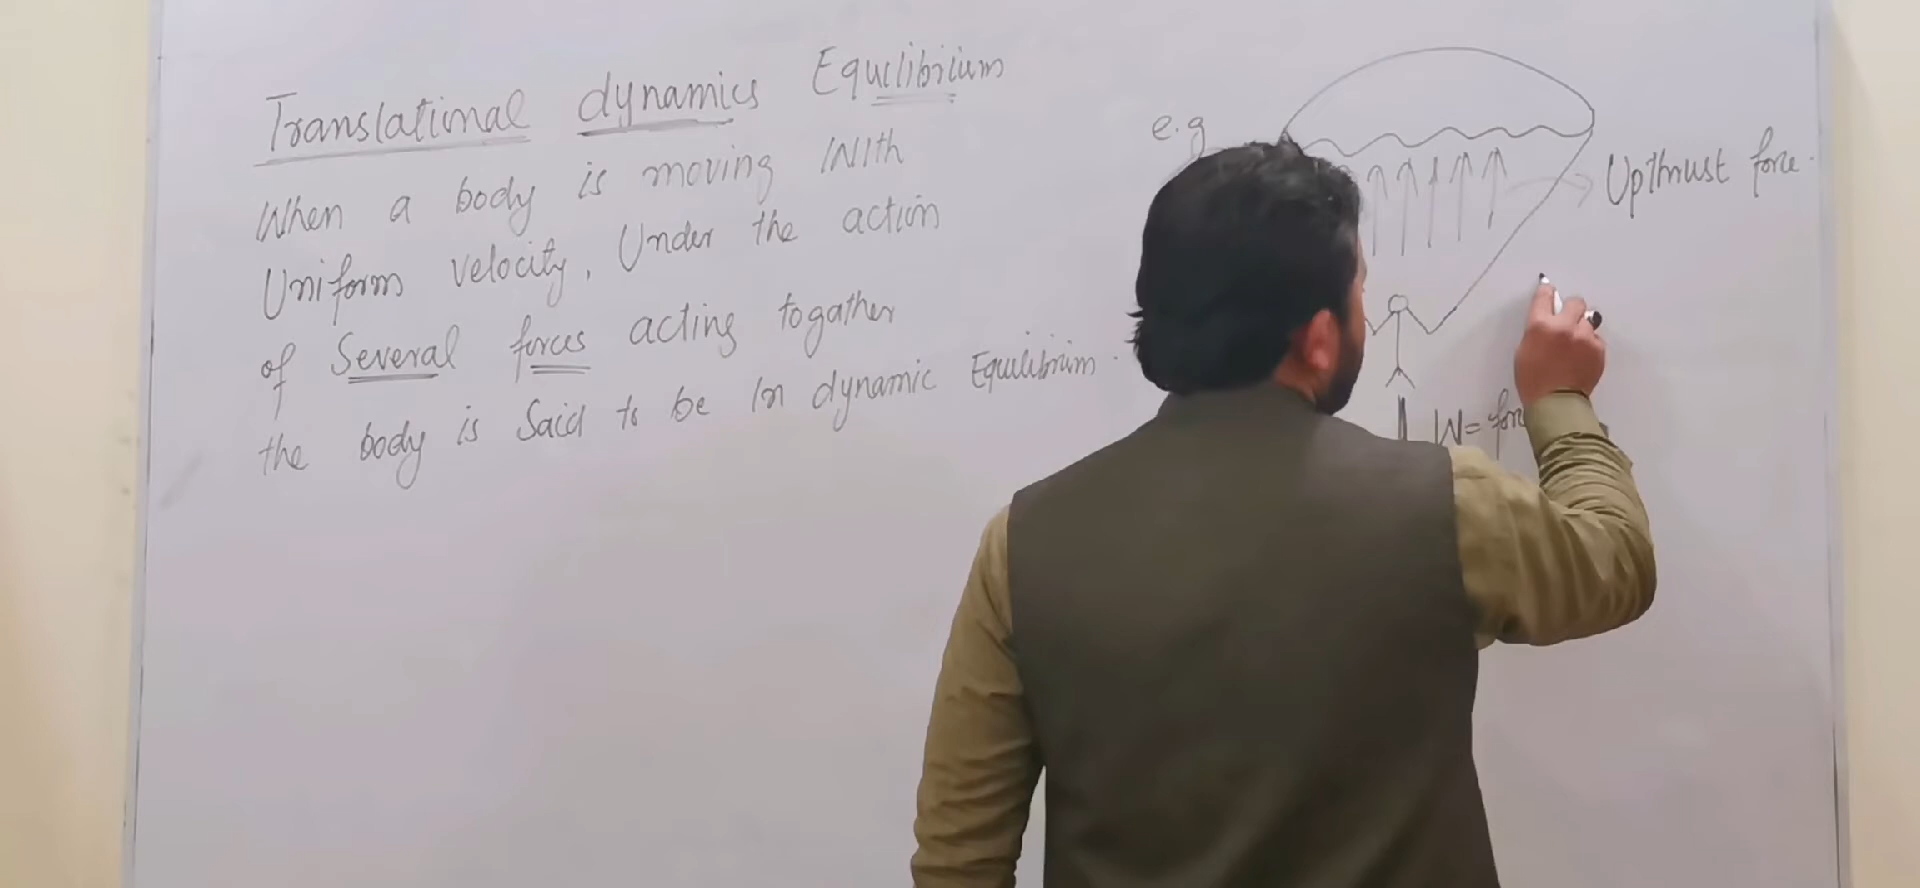 Translational dynamics Equilibrium
When a body is moving With
Uniform velocity, Under the action
of Several forces acting togather
the body is Said to be In dynamic Equilibrium.
e.g
Upthrust force.
W=